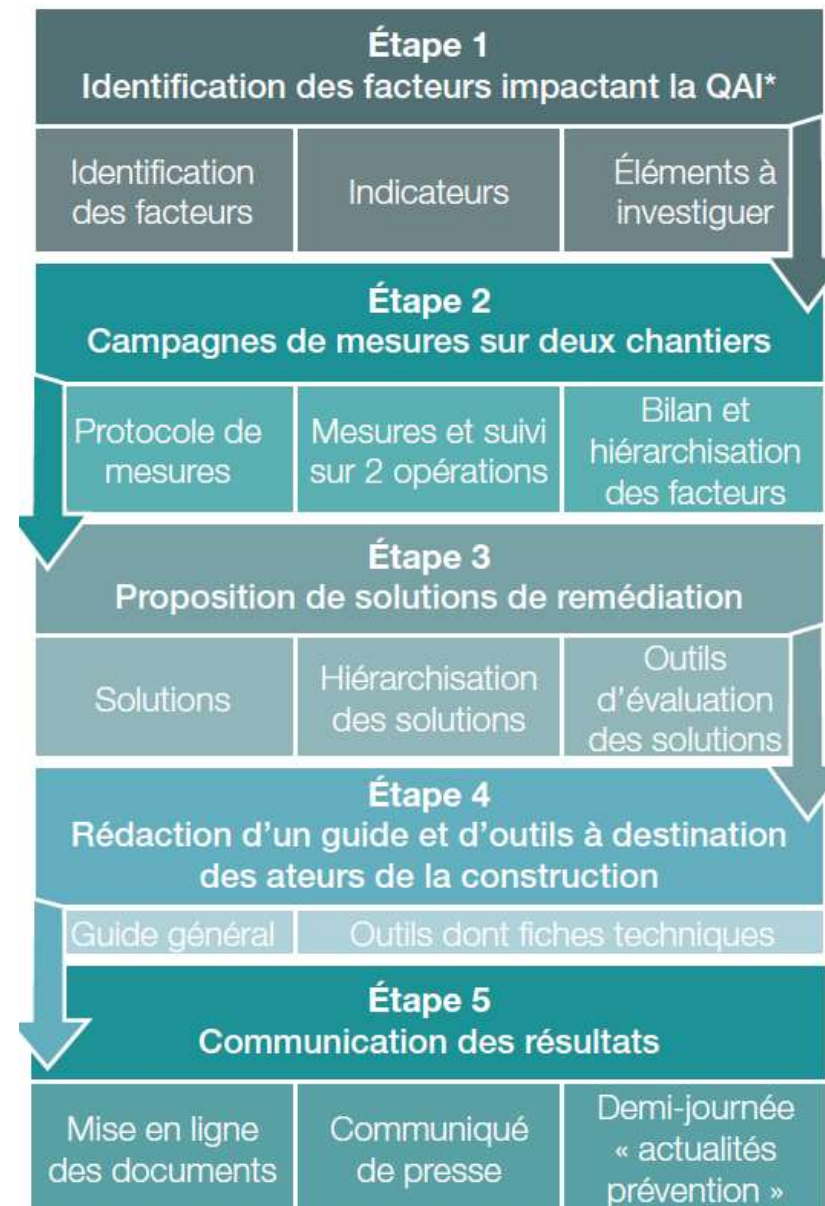 Étape 1
Identification des facteurs impactant la QAI*
Identification
des facteurs
Indicateurs
Éléments à
investiguer
Étape 2
Campagnes de mesures sur deux chantiers
Protocole de
mesures
Mesures et suivi
sur 2 opérations
Bilan et
hiérarchisation
des facteurs
Étape 3
Proposition de solutions de remédiation
Solutions
Hiérarchisation
des solutions
Outils
d’évaluation
des solutions
Étape 4
Rédaction d’un guide et d’outils à destination
des ateurs de la construction
Guide général
Outils dont fiches techniques
Étape 5
Communication des résultats
Mise en ligne
des documents
Communiqué
de presse
Demi-journée
« actualités
prévention »